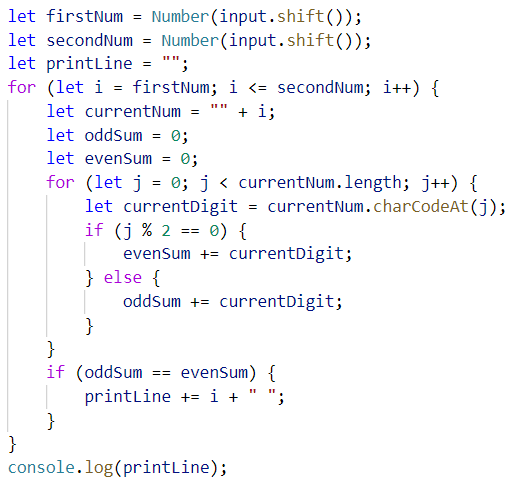 let firstNum = Number(input.shift());
let secondNum = Number(input.shift());
let printLine = "";
for (let i = firstNum; i <= secondNum; i++) {
    let currentNum = "" + i;
    let oddSum = 0;
    let evenSum = 0;
    for (let j = 0; j < currentNum.length; j++) {
        let currentDigit = currentNum.charCodeAt(j);
        if (j % 2 == 0) {
            evenSum += currentDigit;
        } else {
            oddSum += currentDigit;
        }
    }
    if (oddSum == evenSum) {
        printLine += i + " ";
    }
}
console.log(printLine);